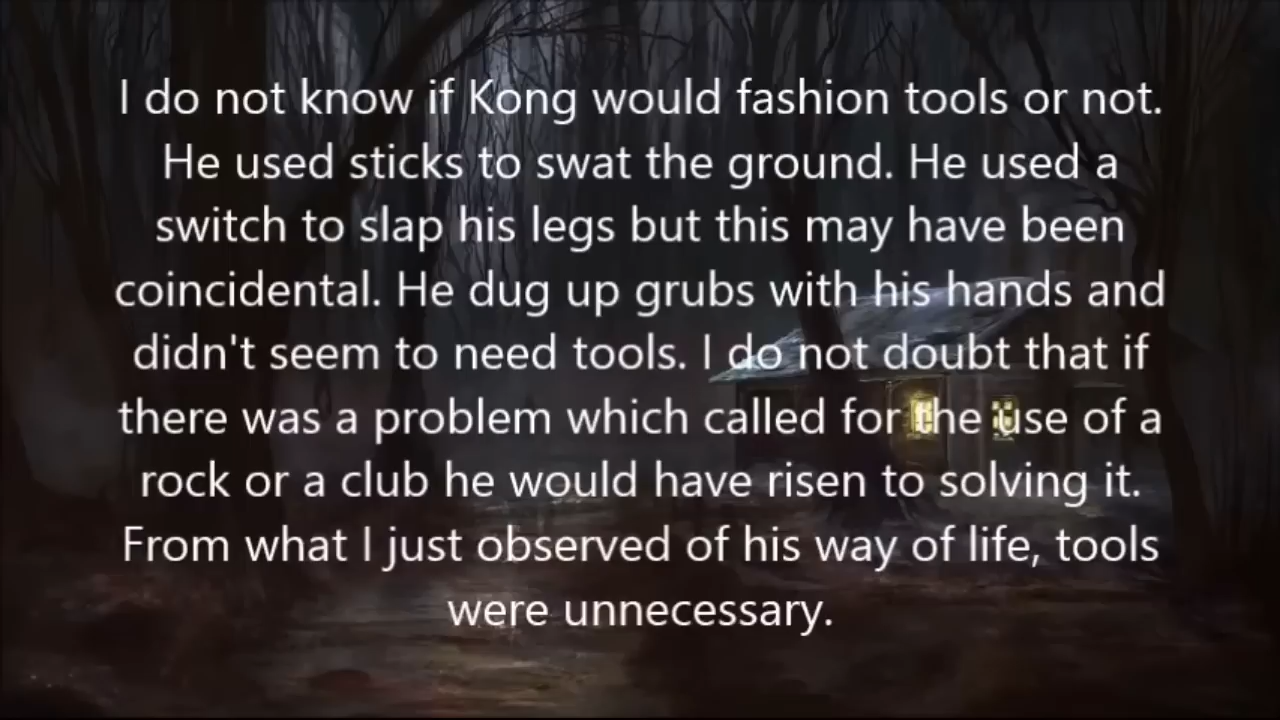 I do not know if Kong would fashion tools or not.
He used sticks to swat the ground. He used a
switch to slap his legs but this may have been
coincidental. He dug up grubs with his hands and
didn't seem to need tools. I do not doubt that if
there was a problem which called for the use of a
rock or a club he would have risen to solving it.
From what I just observed of his way of life, tools
were unnecessary.